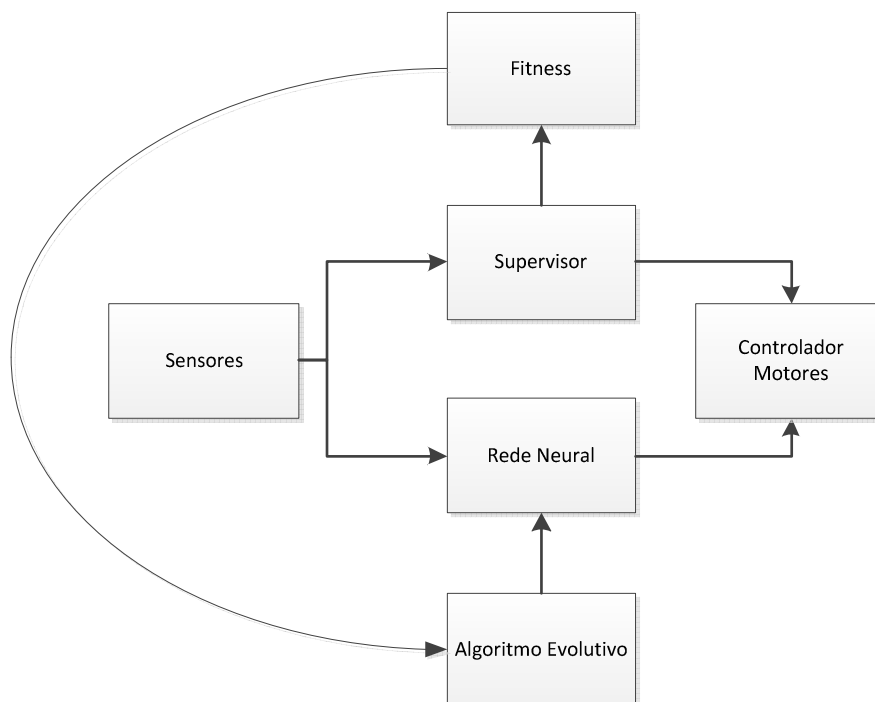 Fitness
Supervisor
Sensores
Controlador
Motores
Rede Neural
Algoritmo Evolutivo